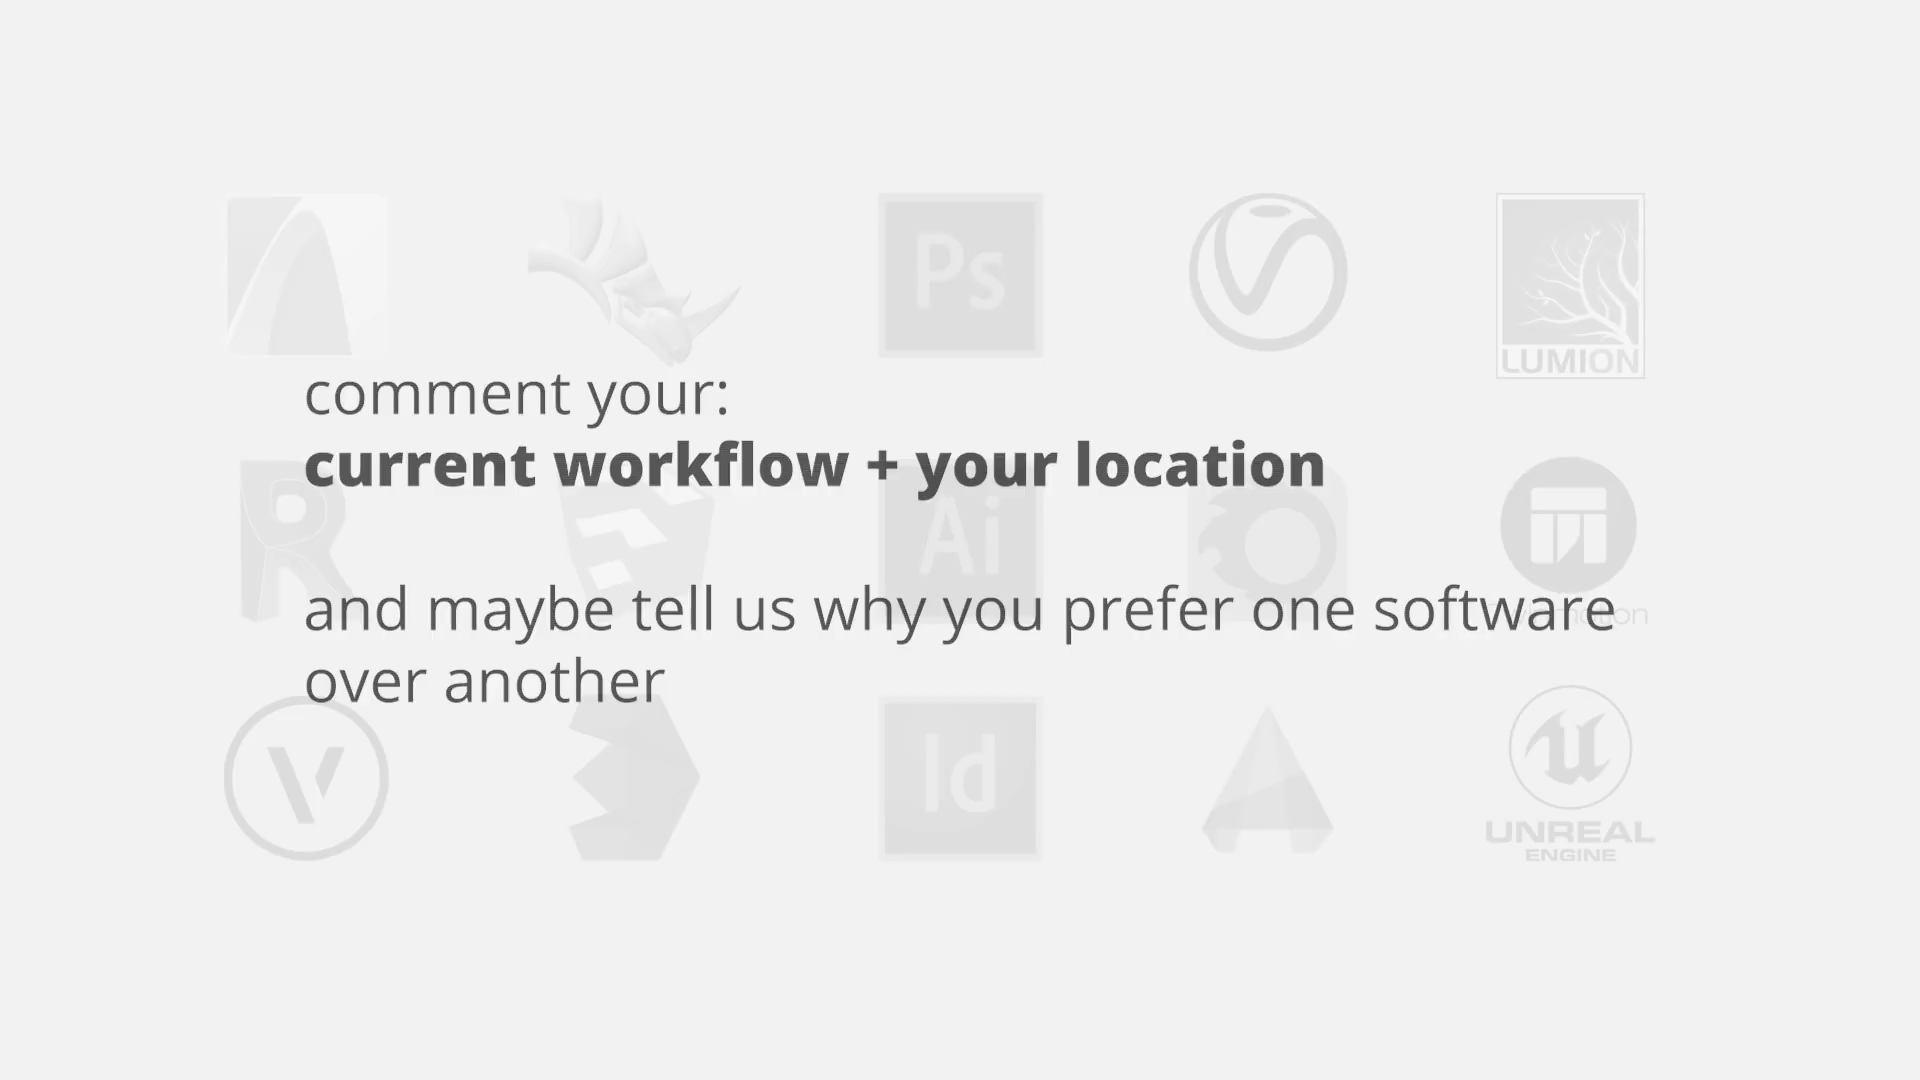 Ps
LUMION
comment your:
current workflow + your location
R
Ai
and maybe tell us why you prefer one software
over another
V
Id
UNREAL
ENGINE